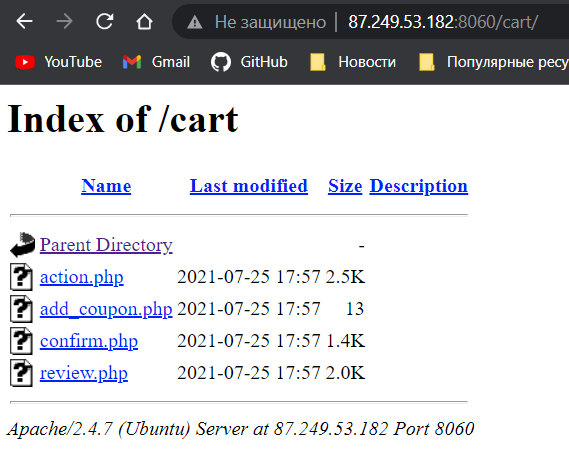 Не защищено | 87.249.53.182:8060/cart/
YouTube Gmail GitHub Новости Популярные ресу
Index of /cart
Name Last modified Size Description
Parent Directory -
action.php 2021-07-25 17:57 2.5K
add_coupon.php 2021-07-25 17:57 13
confirm.php 2021-07-25 17:57 1.4K
review.php 2021-07-25 17:57 2.0K
Apache/2.4.7 (Ubuntu) Server at 87.249.53.182 Port 8060